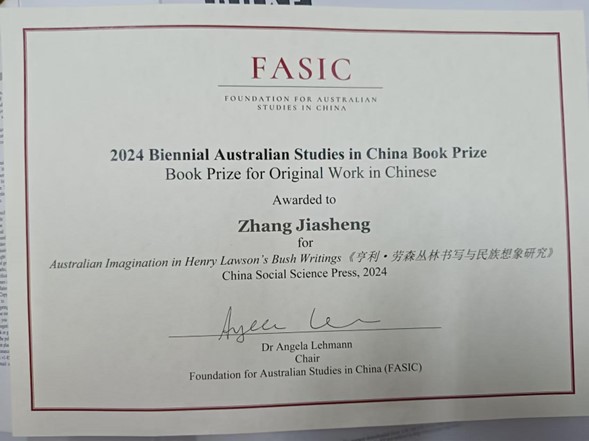 FASIC
FOUNDATION FOR AUSTRALIAN
STUDIES IN CHINA
2024 Biennial Australian Studies in China Book Prize
Book Prize for Original Work in Chinese
Awarded to
Zhang Jiasheng
for
Australian Imagination in Henry Lawson's Bush Writings《亨利·劳森丛林书写与民族想象研究》
China Social Science Press, 2024
Dr Angela Lehmann
Chair
Foundation for Australian Studies in China (FASIC)